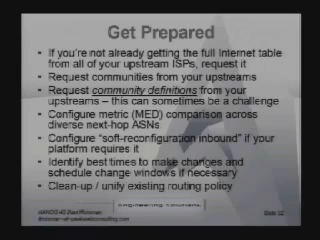 Get Prepared
• If you're not already getting the full Internet table
from all of your upstream ISPs, request it
• Request communities from your upstreams
• Request community definitions from your
upstreams – this can sometimes be a challenge
• Configure metric (MED) comparison across
diverse next-hop ASNs
• Configure "soft-reconfiguration inbound" if your
platform requires it
• Identify best times to make changes and
schedule change windows if necessary
• Clean-up / unify existing routing policy
Engineering Solutions
Slide